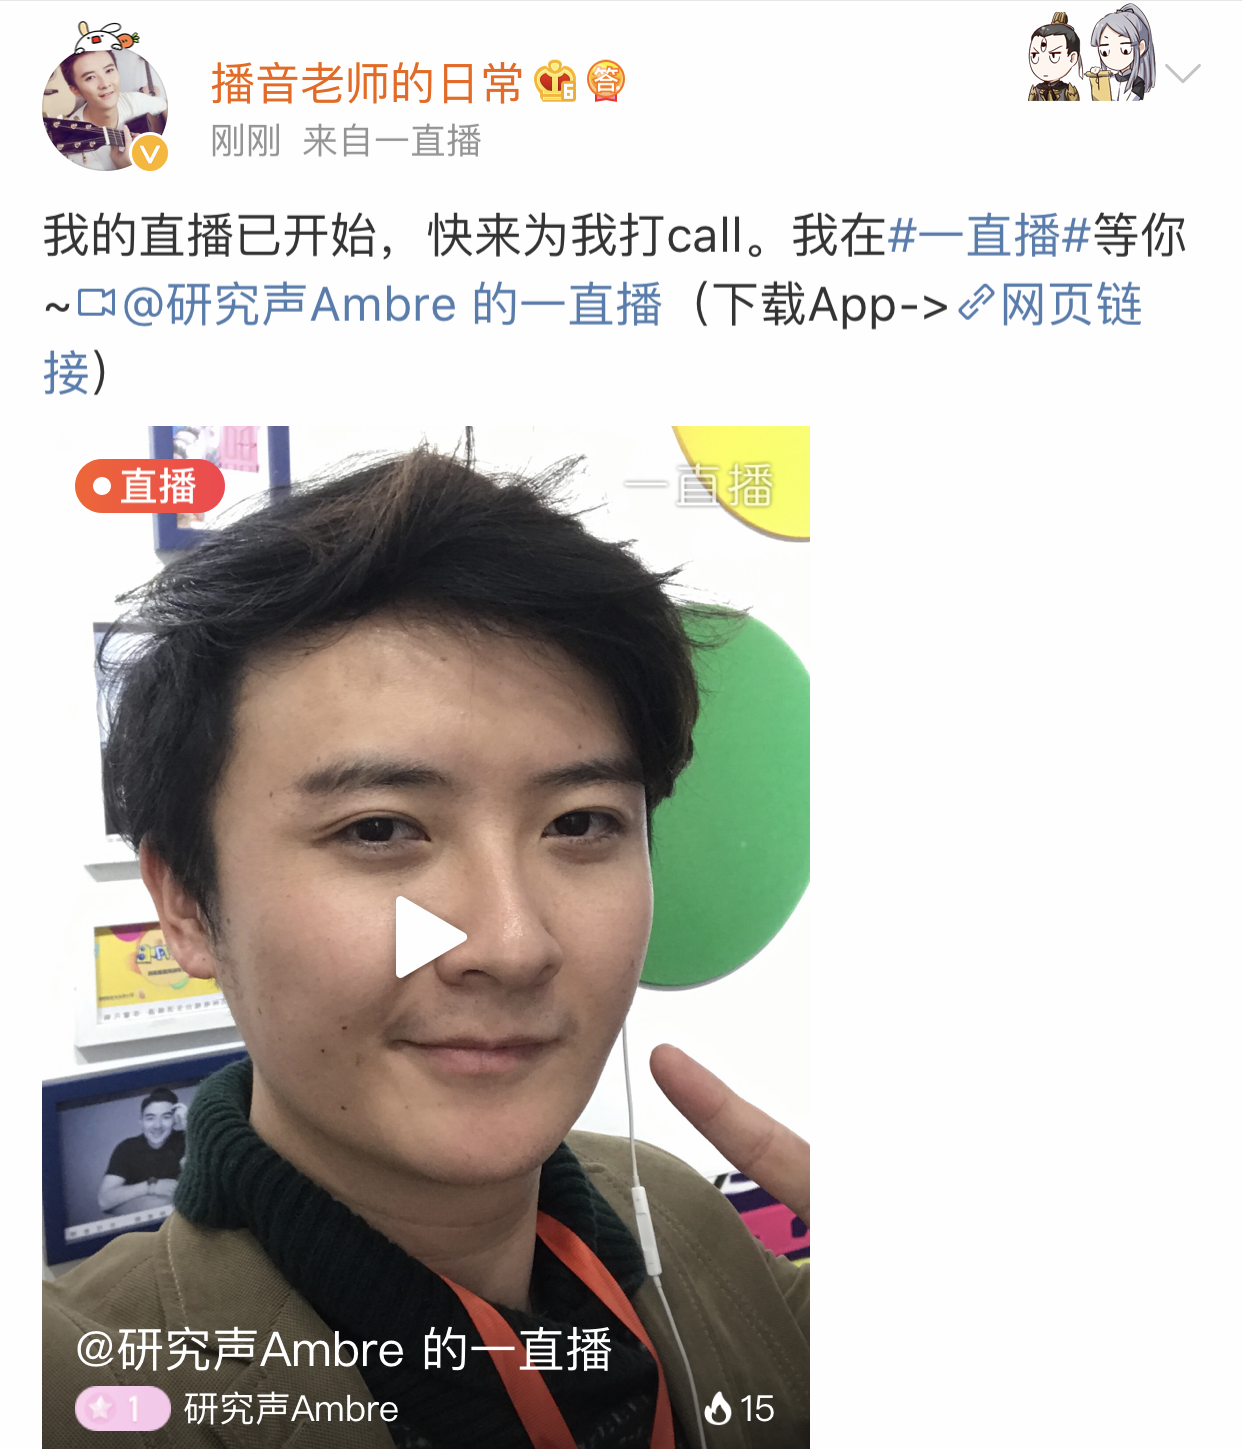 播音老师的日常 6 答
刚刚 来自一直播
我的直播已开始，快来为我打call。我在#一直播#等你
~@研究声Ambre 的一直播（下载App->网页链
接）
直播
一直播
@研究声Ambre 的一直播
1 研究声Ambre
15